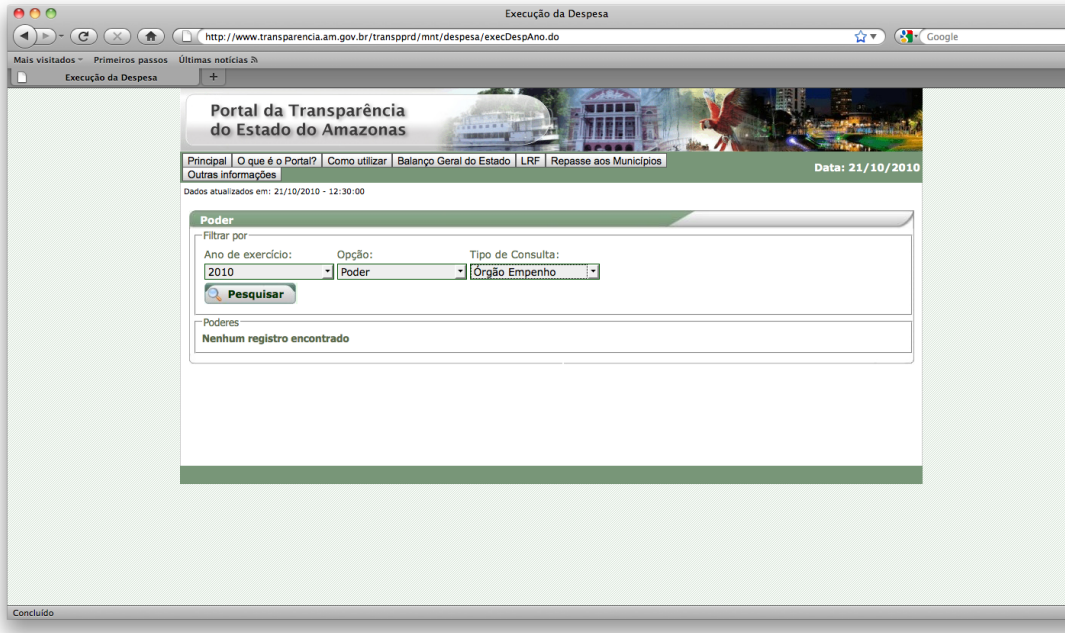 Execução da Despesa
http://www.transparencia.am.gov.br/transpprd/mnt/despesa/execDespAno.do
Google
Mais visitados Primeiros passos Últimas notícias
Execução da Despesa +
Portal da Transparência
do Estado do Amazonas
Principal O que é o Portal? Como utilizar Balanço Geral do Estado LRF Repasse aos Municípios
Outras informações
Data: 21/10/2010
Dados atualizados em: 21/10/2010 - 12:30:00
Poder
Filtrar por
Ano de exercício: Opção: Tipo de Consulta:
2010 Poder Órgão Empenho
Pesquisar
Poderes
Nenhum registro encontrado
Concluído